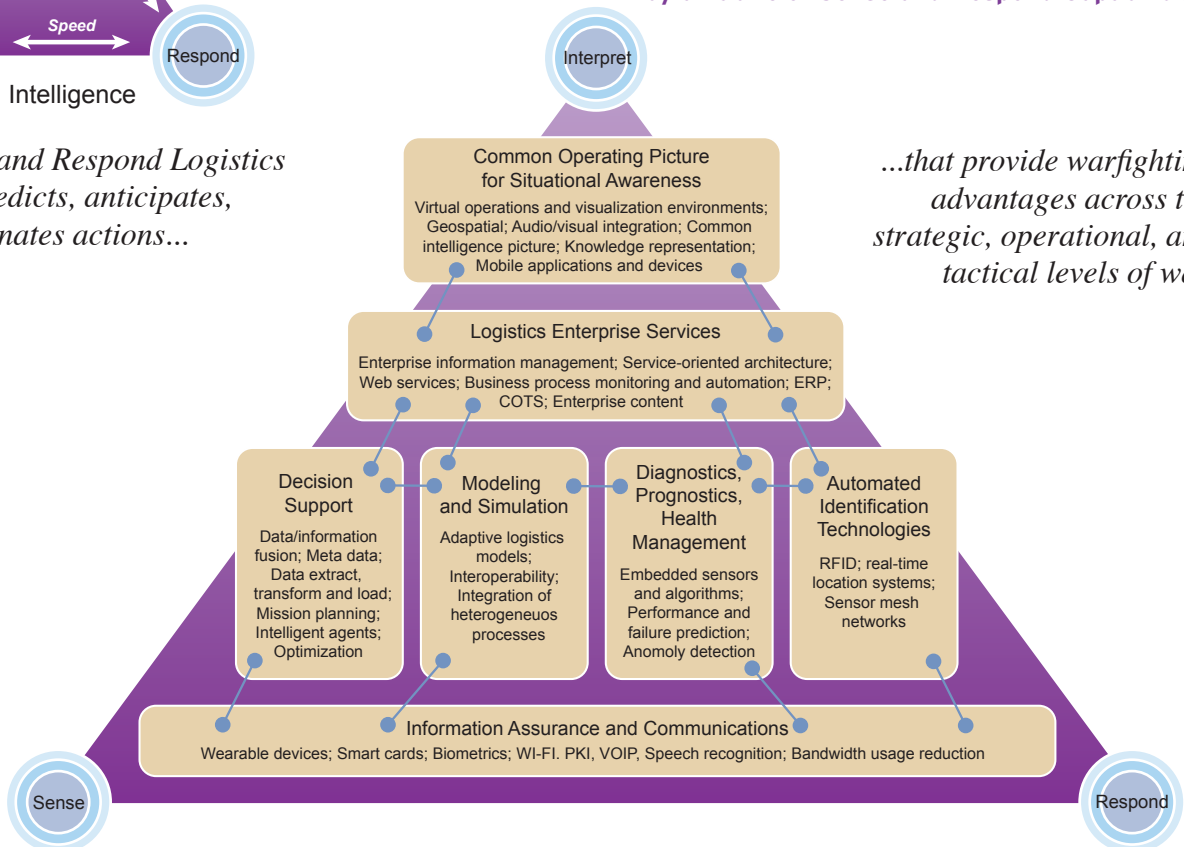 Speed
Respond
Intelligence
and Respond Logistics
edicts, anticipates,
nates actions...
Interpret
...that provide warfightin
advantages across t
strategic, operational, a
tactical levels of w
Common Operating Picture
for Situational Awareness
Virtual operations and visualization environments;
Geospatial; Audio/visual integration; Common
intelligence picture; Knowledge representation;
Mobile applications and devices
Logistics Enterprise Services
Enterprise information management; Service-oriented architecture;
Web services; Business process monitoring and automation; ERP;
COTS; Enterprise content
Decision
Support
Data/information
fusion; Meta data;
Data extract,
transform and load;
Mission planning;
Intelligent agents;
Optimization
Modeling
and Simulation
Adaptive logistics
models;
Interoperability;
Integration of
heterogeneuos
processes
Diagnostics,
Prognostics,
Health
Management
Embedded sensors
and algorithms;
Performance and
failure prediction;
Anomoly detection
Automated
Identification
Technologies
RFID; real-time
location systems;
Sensor mesh
networks
Information Assurance and Communications
Wearable devices; Smart cards; Biometrics; WI-FI. PKI, VOIP, Speech recognition; Bandwidth usage reduction
Sense
Respond